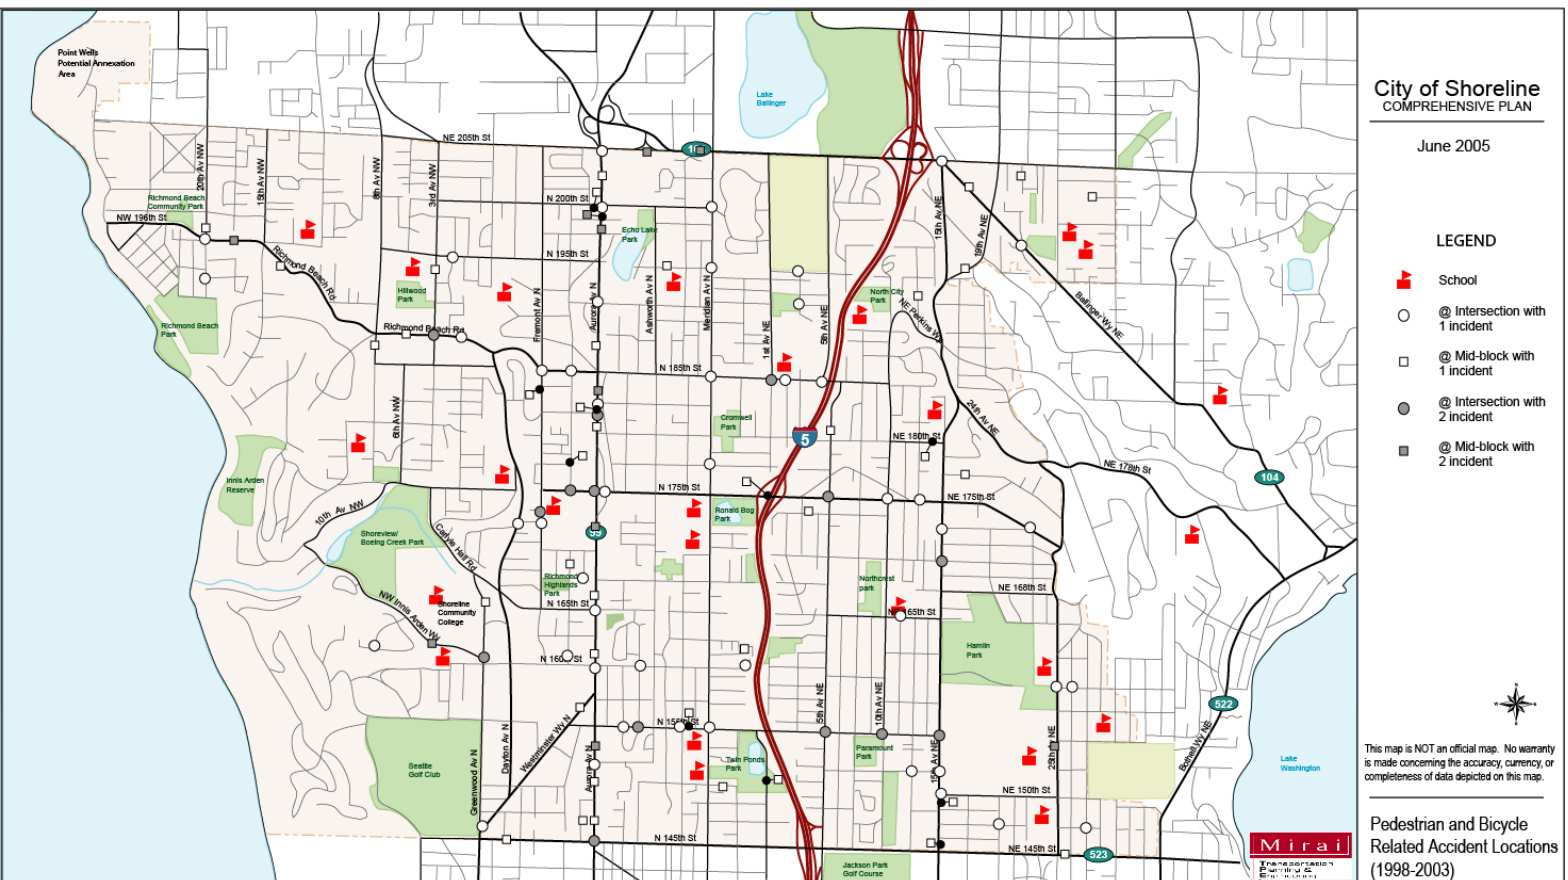 Point Wells
Potential Annexation
Area
Lake
Ballinger
City of Shoreline
COMPREHENSIVE PLAN
June 2005
NE 205th St
20th Av NW
15th Av NW
8th Av NW
3rd Av NW
Richmond Beach
Community Park
NW 196th St
N 200th St
Echo Lake
Park
N 195th St
15th Av NE
19th Av NE
Richmond Beach Rd
Hillwood
Park
Fremont Av N
Ashworth Av N
Meridian Av N
1st Av NE
5th Av NE
North City
Park
NE Perkins Wy
Ballinger Wy NE
Richmond Beach
Park
Richmond Beach Rd
N 185th St
6th Av NW
Cromwell
Park
24th Av NE
5
NE 180th St
NE 178th St
104
Innis Arden
Reserve
10th Av NW
N 175th St
NE 175th St
Ronald Bog
Park
99
Shoreview/
Boeing Creek Park
Carlyle Hall Rd
Richmond
Highlands
Park
Northcrest
park
NE 168th St
NW Innis Arden Wy
Shoreline
Community
College
N 165th St
Hamlin
Park
5th Av NE
10th Av NE
522
Seattle
Golf Club
Greenwood Av N
Dayton Av N
Westminster Wy N
Twin Ponds
Park
Paramount
Park
15th Av NE
25th Av NE
Bothell Wy NE
Lake
Washington
NE 150th St
N 145th St
NE 145th St
523
Jackson Park
Golf Course
LEGEND
School
@ Intersection with
1 incident
@ Mid-block with
1 incident
@ Intersection with
2 incident
@ Mid-block with
2 incident
This map is NOT an official map. No warranty
is made concerning the accuracy, currency, or
completeness of data depicted on this map.
Pedestrian and Bicycle
Related Accident Locations
(1998-2003)
Mirai